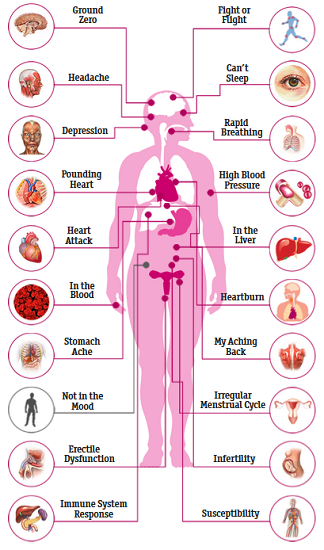 Ground
Zero
Fight or
Flight
Headache
Can't
Sleep
Depression
Rapid
Breathing
Pounding
Heart
High Blood
Pressure
Heart
Attack
In the
Liver
In the
Blood
Heartburn
Stomach
Ache
My Aching
Back
Not in the
Mood
Irregular
Menstrual Cycle
Erectile
Dysfunction
Infertility
Immune System
Response
Susceptibility